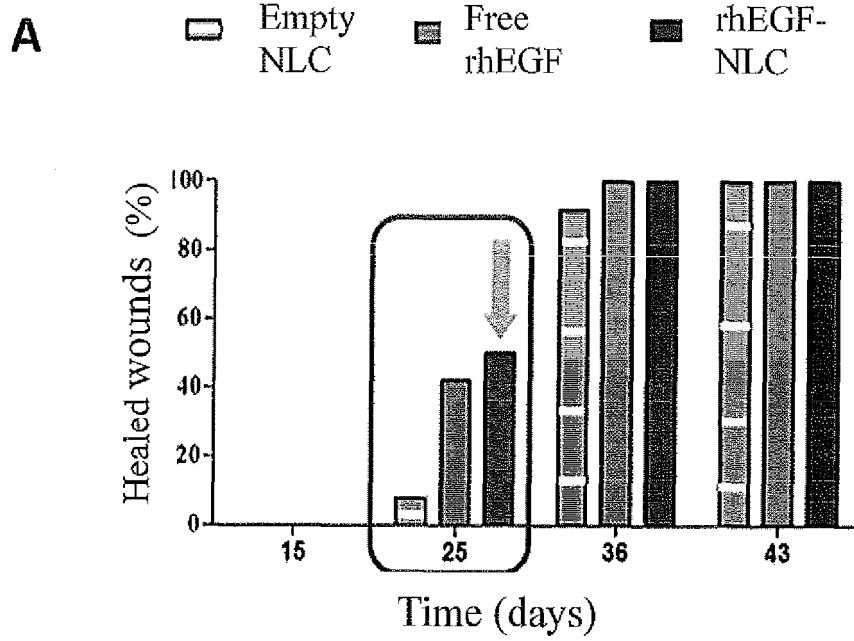 A
Empty NLC
Free rhEGF
rhEGF-NLC
Healed wounds (%)
100
80
60
40
20
0
15 25 36 43
Time (days)